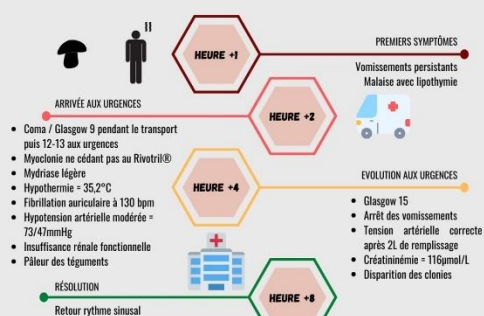 HEURE +1
PREMIERS SYMPTÔMES
Vomissements persistants
Malaise avec lipothymie
ARRIVÉE AUX URGENCES
HEURE +2
• Coma / Glasgow 9 pendant le transport
puis 12-13 aux urgences
• Myoclonie ne cédant pas au Rivotril®
• Mydriase légère
• Hypothermie = 35,2°C
• Fibrillation auriculaire à 130 bpm
• Hypotension artérielle modérée =
73/47mmHg
• Insuffisance rénale fonctionnelle
• Pâleur des téguments
HEURE +4
EVOLUTION AUX URGENCES
• Glasgow 15
• Arrêt des vomissements
• Tension artérielle correcte
après 2L de remplissage
• Créatininémie = 116µmol/L
• Disparition des clonies
RÉSOLUTION
HEURE +8
Retour rythme sinusal